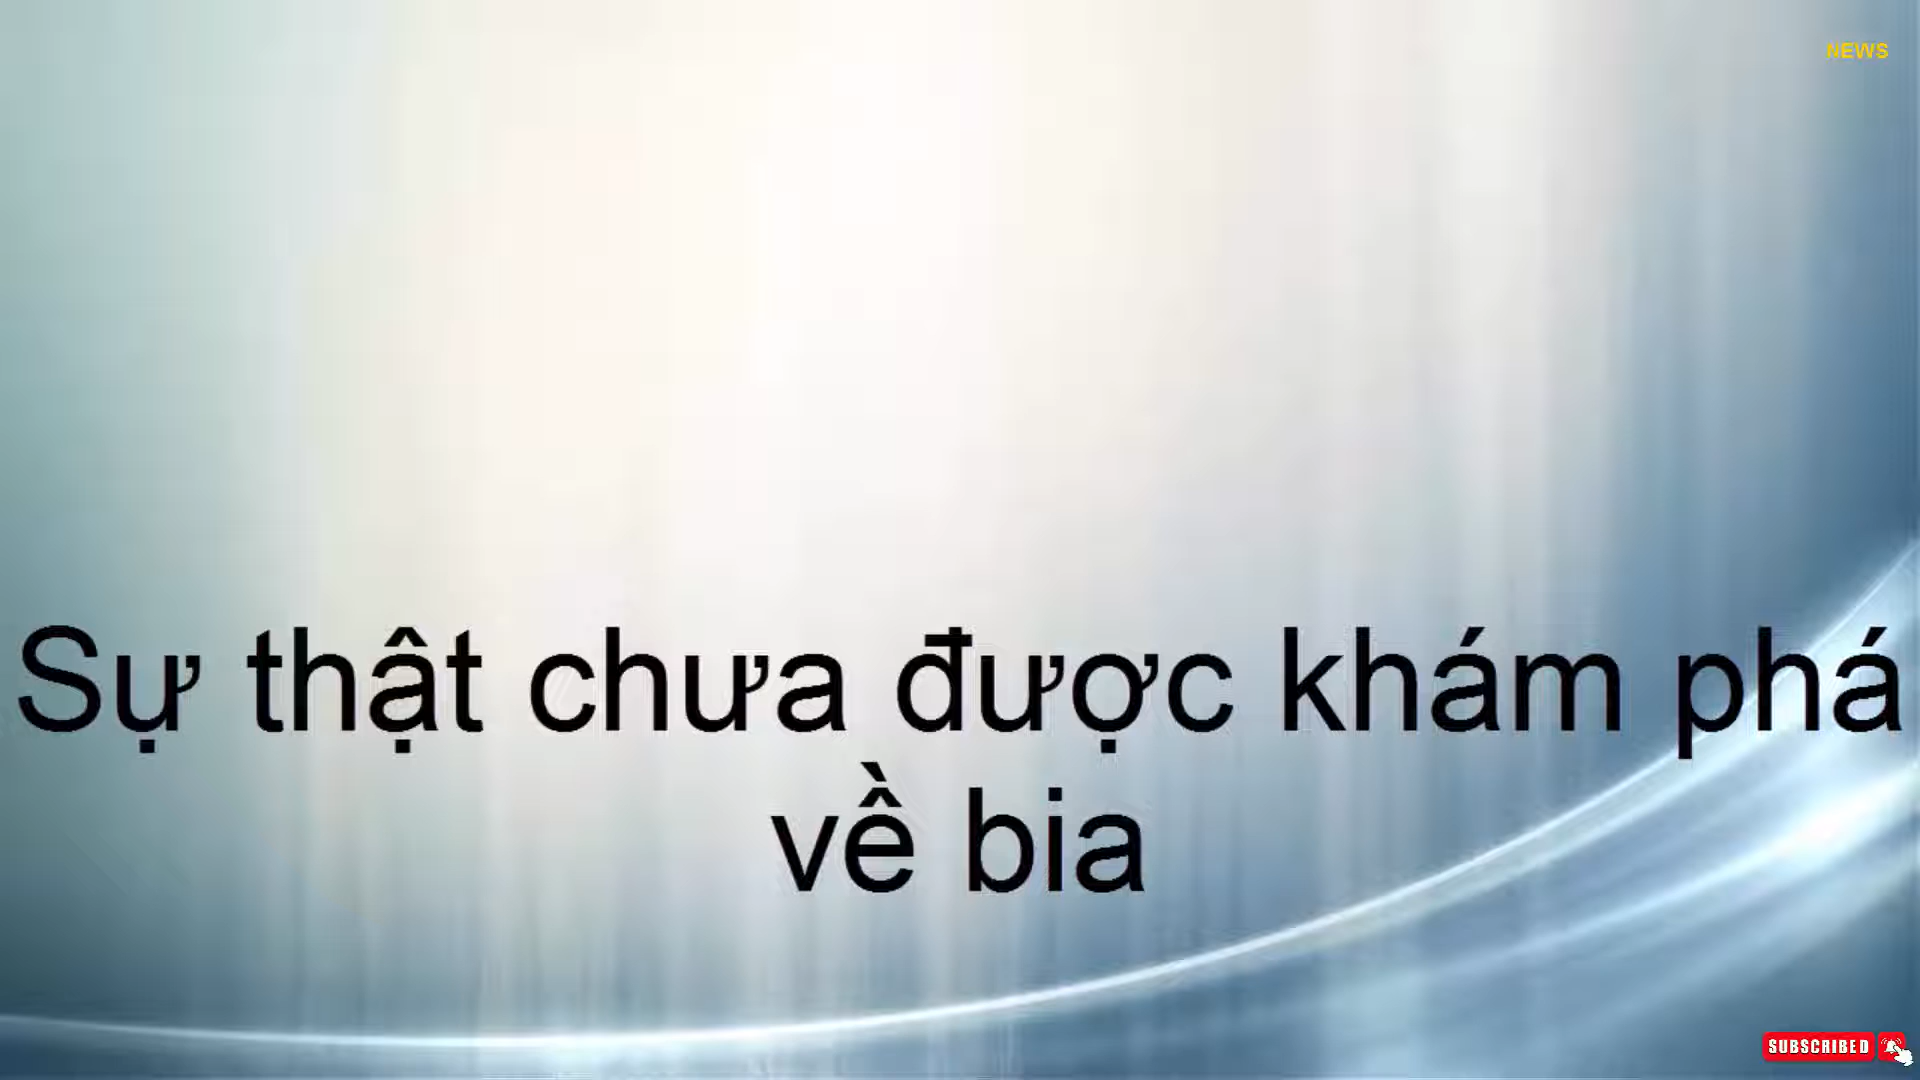 NEWS
Sự thật chưa được khám phá
về bia
SUBSCRIBED